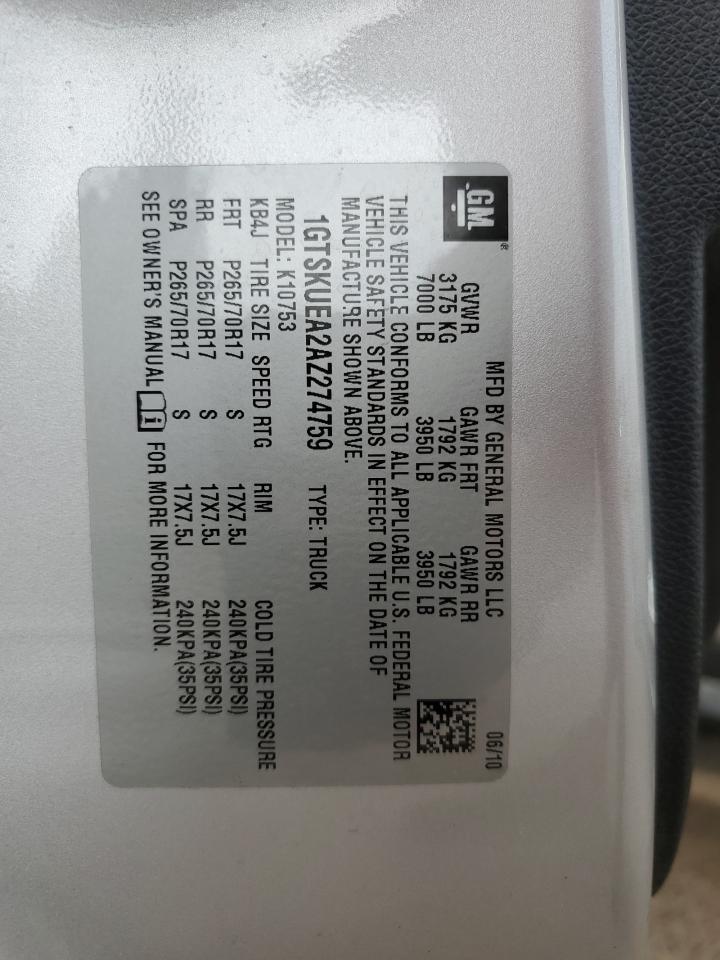 GM®
MFD BY GENERAL MOTORS LLC 06/10
GVWR GAWR FRT GAWR RR
3175 KG 1792 KG 1792 KG
7000 LB 3950 LB 3950 LB
THIS VEHICLE CONFORMS TO ALL APPLICABLE U.S. FEDERAL MOTOR
VEHICLE SAFETY STANDARDS IN EFFECT ON THE DATE OF
MANUFACTURE SHOWN ABOVE.
1GTSKUEA2AZ274759 TYPE: TRUCK
MODEL: K10753
KB4J TIRE SIZE SPEED RTG RIM COLD TIRE PRESSURE
FRT P265/70R17 S 17X7.5J 240KPA(35PSI)
RR P265/70R17 S 17X7.5J 240KPA(35PSI)
SPA P265/70R17 S 17X7.5J 240KPA(35PSI)
SEE OWNER'S MANUAL i FOR MORE INFORMATION.